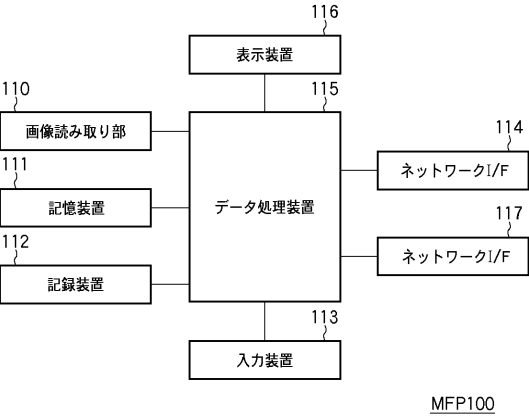 116
表示装置
110
115
画像読み取り部
114
ネットワークI/F
111
記憶装置
データ処理装置
117
ネットワークI/F
112
記録装置
113
入力装置
MFP100